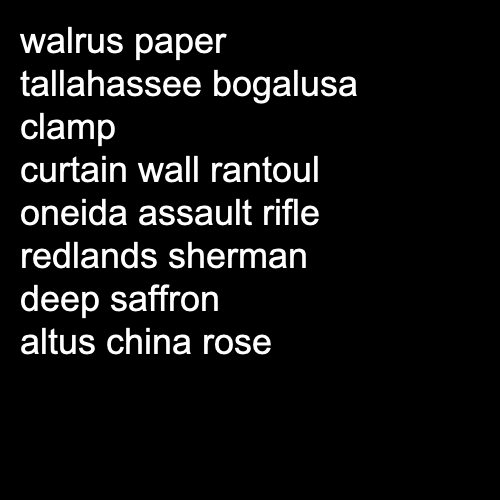 walrus paper
tallahassee bogalusa
clamp
curtain wall rantoul
oneida assault rifle
redlands sherman
deep saffron
altus china rose